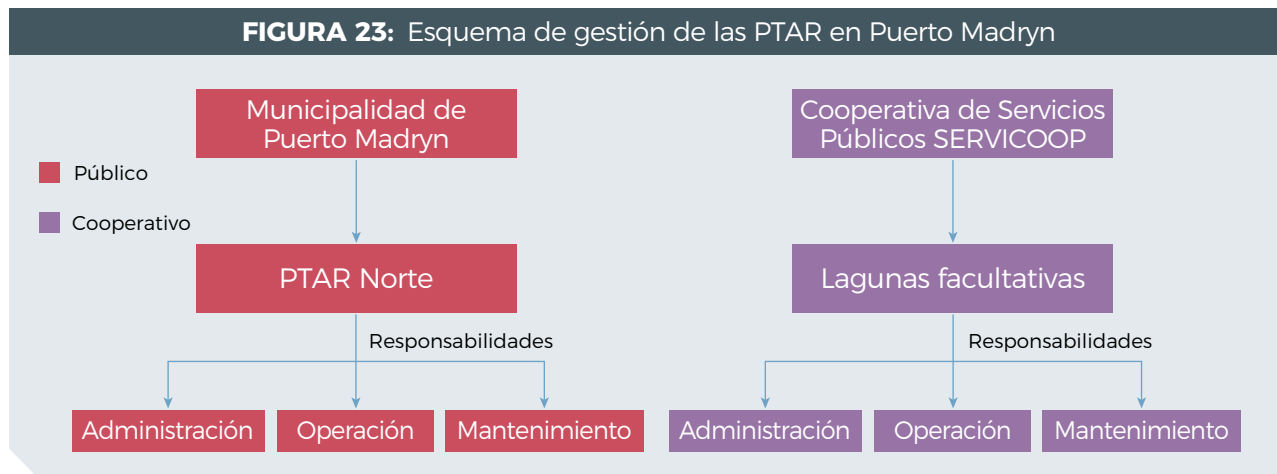 FIGURA 23: Esquema de gestión de las PTAR en Puerto Madryn
Municipalidad de
Puerto Madryn
Cooperativa de Servicios
Públicos SERVICOOP
Público
Cooperativo
PTAR Norte
Lagunas facultativas
Responsabilidades
Responsabilidades
Administración
Operación
Mantenimiento
Administración
Operación
Mantenimiento